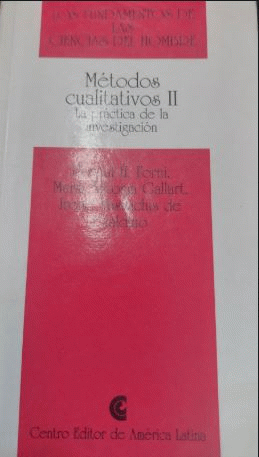 LOS FUNDAMENTOS DE
LAS
CIENCIAS DEL HOMBRE
Métodos
cualitativos II
La práctica de la
investigación
Forni,
Gallart,
de
Centro Editor de América Latina